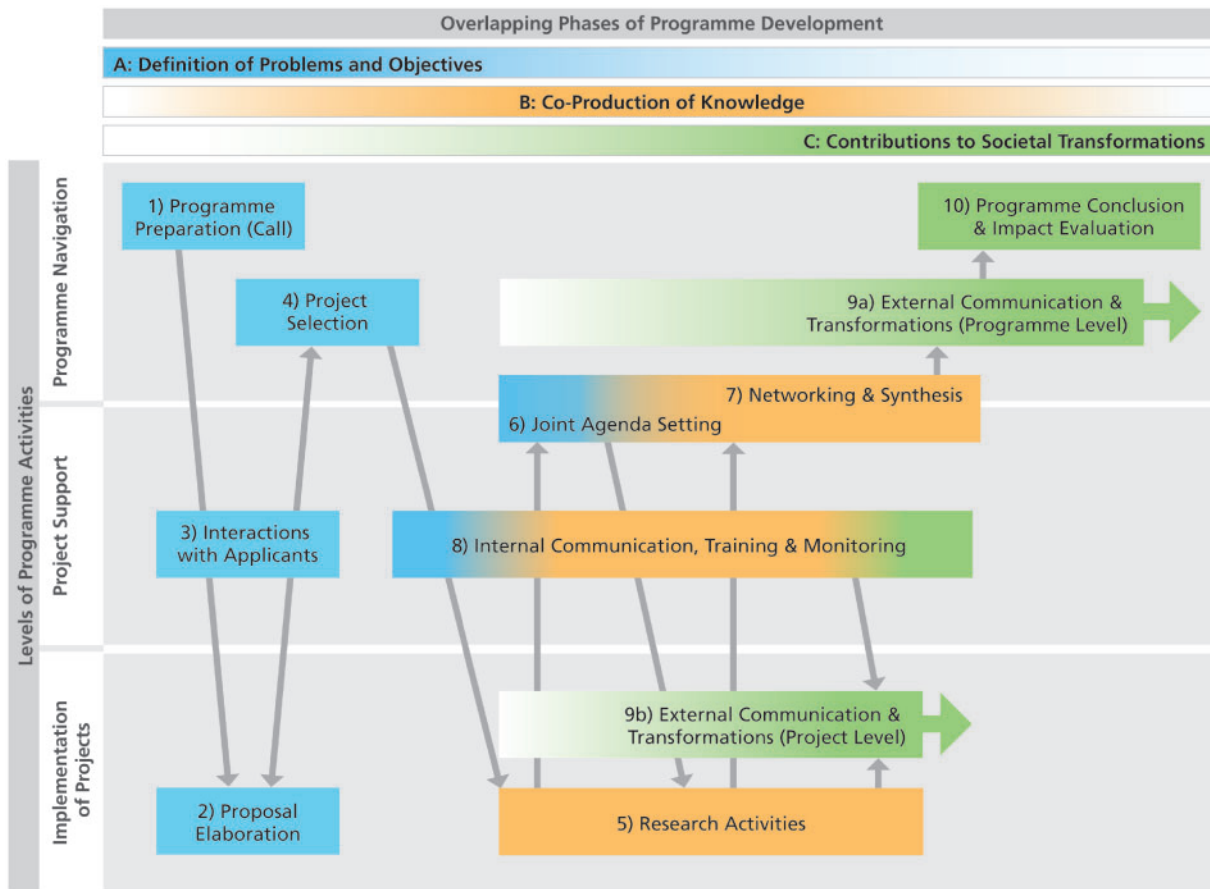 Overlapping Phases of Programme Development
A: Definition of Problems and Objectives
B: Co-Production of Knowledge
C: Contributions to Societal Transformations
Levels of Programme Activities
Programme Navigation
1) Programme
Preparation (Call)
10) Programme Conclusion
& Impact Evaluation
4) Project
Selection
9a) External Communication &
Transformations (Programme Level)
7) Networking & Synthesis
6) Joint Agenda Setting
Project Support
3) Interactions
with Applicants
8) Internal Communication, Training & Monitoring
Implementation
of Projects
9b) External Communication &
Transformations (Project Level)
2) Proposal
Elaboration
5) Research Activities